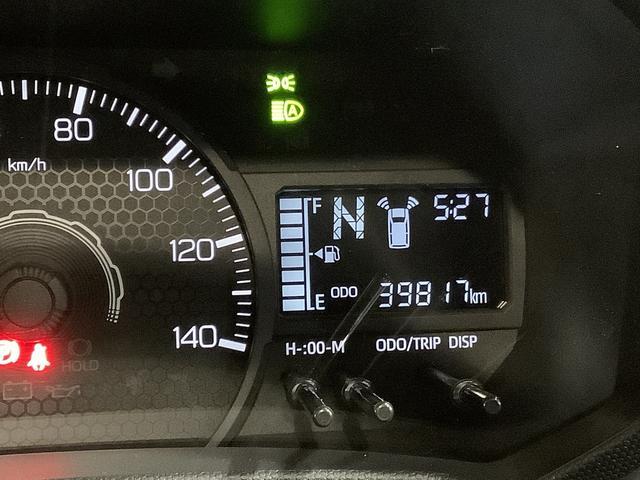 80
km/h
100
120
140
HOLD
A
F
N
5:27
E
ODO
39817km
H-:00-M
ODO/TRIP
DISP